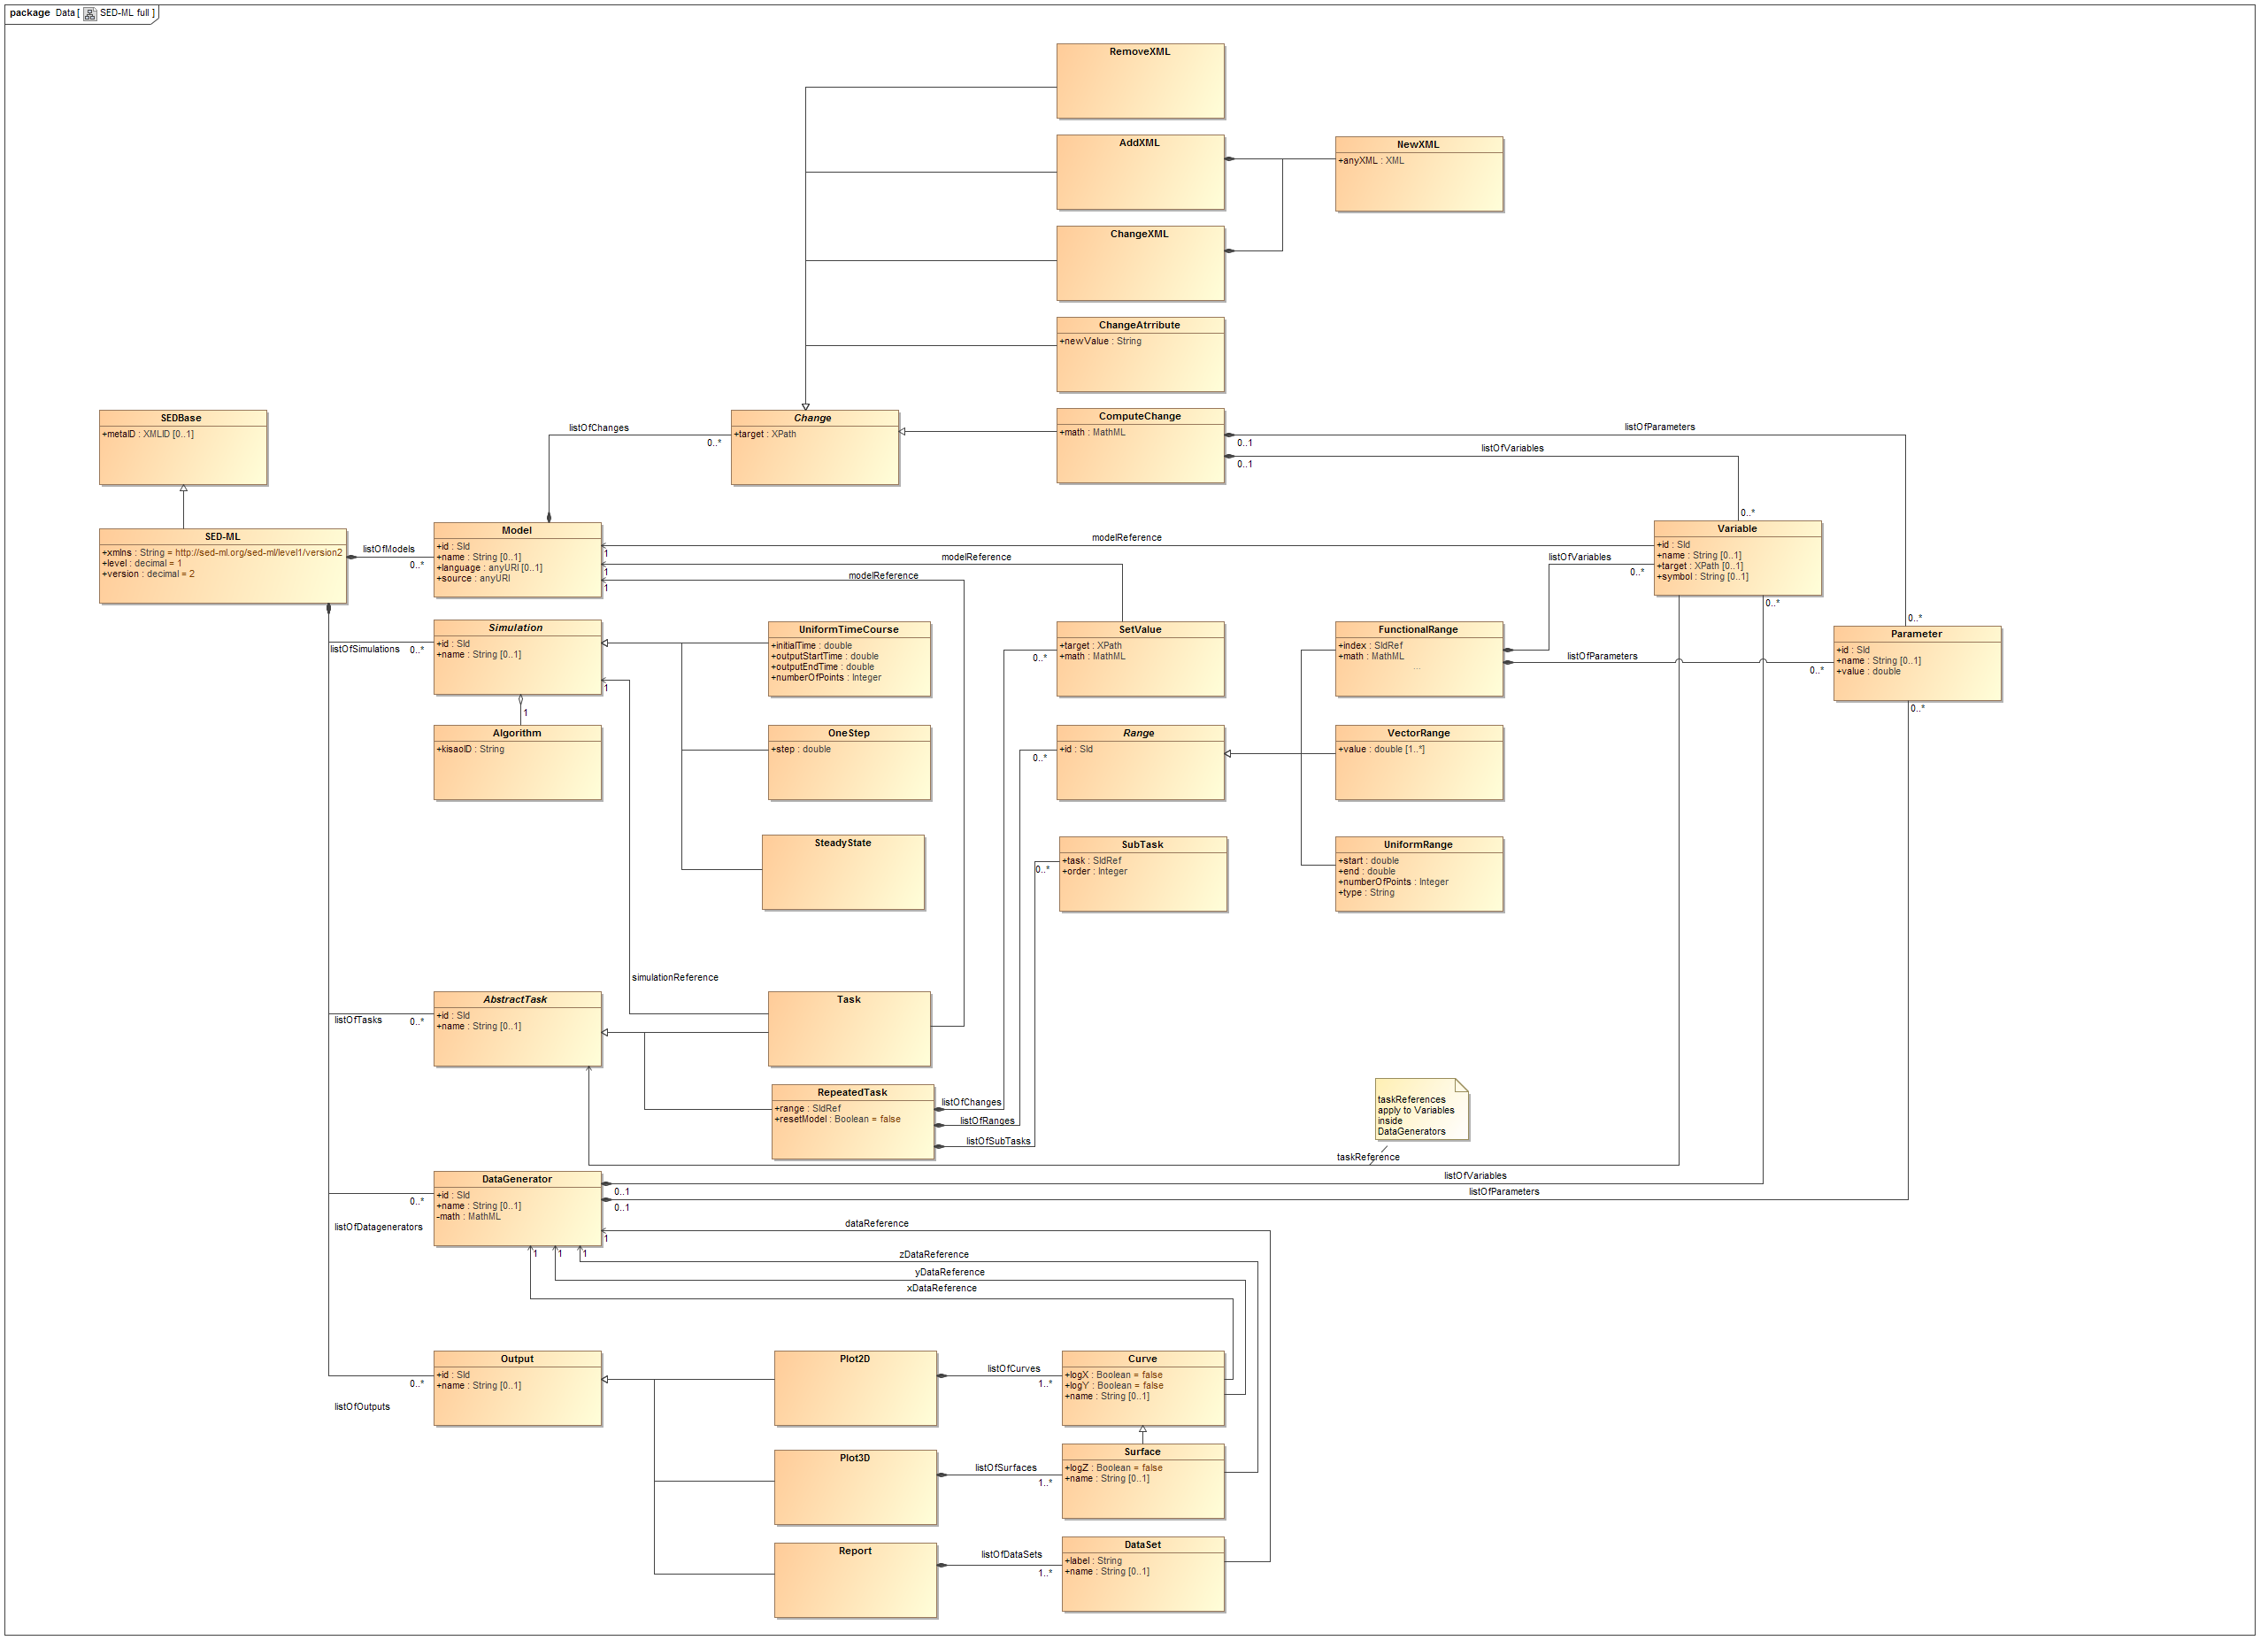 package Data [ SED-ML full ]
RemoveXML
AddXML
NewXML
+anyXML : XML
ChangeXML
ChangeAtrribute
+newValue : String
SEDBase
+metaID : XMLID [0..1]
listOfChanges
0..*
Change
+target : XPath
ComputeChange
+math : MathML
0..1
listOfParameters
0..1
listOfVariables
SED-ML
+xmlns : String = http://sed-ml.org/sed-ml/level1/version2
+level : decimal = 1
+version : decimal = 2
listOfModels
0..*
Model
+id : SId
+name : String [0..1]
+language : anyURI [0..1]
+source : anyURI
1
1
1
modelReference
modelReference
modelReference
0..*
Variable
+id : SId
+name : String [0..1]
+target : XPath [0..1]
+symbol : String [0..1]
listOfVariables
0..*
0..*
0..*
Parameter
+id : SId
+name : String [0..1]
+value : double
0..*
listOfSimulations
0..*
Simulation
+id : SId
+name : String [0..1]
1
1
UniformTimeCourse
+initialTime : double
+outputStartTime : double
+outputEndTime : double
+numberOfPoints : Integer
0..*
SetValue
+target : XPath
+math : MathML
FunctionalRange
+index : SIdRef
+math : MathML
...
listOfParameters
0..*
Algorithm
+kisaoID : String
OneStep
+step : double
0..*
Range
+id : SId
VectorRange
+value : double [1..*]
SteadyState
0..*
SubTask
+task : SIdRef
+order : Integer
UniformRange
+start : double
+end : double
+numberOfPoints : Integer
+type : String
simulationReference
listOfTasks
0..*
AbstractTask
+id : SId
+name : String [0..1]
Task
RepeatedTask
+range : SIdRef
+resetModel : Boolean = false
listOfChanges
listOfRanges
listOfSubTasks
taskReferences
apply to Variables
inside
DataGenerators
taskReference
0..*
listOfDatagenerators
DataGenerator
+id : SId
+name : String [0..1]
-math : MathML
0..1
0..1
listOfVariables
listOfParameters
1
dataReference
1
1
1
zDataReference
yDataReference
xDataReference
0..*
listOfOutputs
Output
+id : SId
+name : String [0..1]
Plot2D
listOfCurves
1..*
Curve
+logX : Boolean = false
+logY : Boolean = false
+name : String [0..1]
Plot3D
listOfSurfaces
1..*
Surface
+logZ : Boolean = false
+name : String [0..1]
Report
listOfDataSets
1..*
DataSet
+label : String
+name : String [0..1]